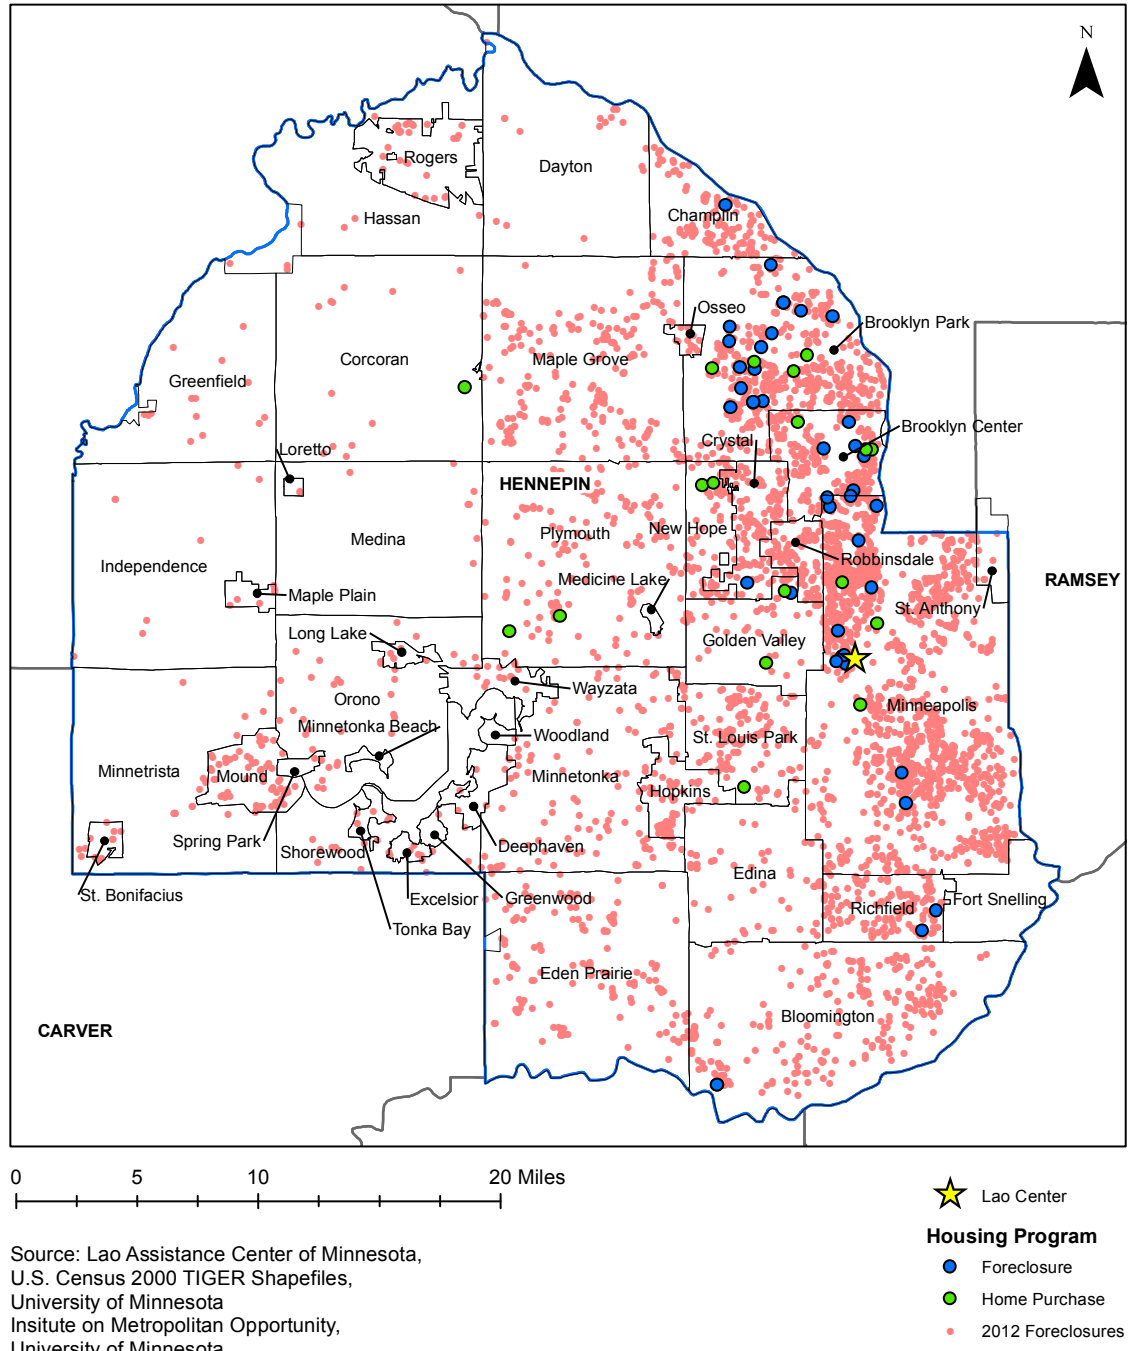 N
Rogers
Dayton
Hassan
Champlin
Osseo
Brooklyn Park
Corcoran
Maple Grove
Greenfield
Crystal
Brooklyn Center
Loretto
HENNEPIN
Plymouth
New Hope
Medina
Robbinsdale
Independence
Medicine Lake
RAMSEY
Maple Plain
St. Anthony
Long Lake
Golden Valley
Orono
Wayzata
Minnetonka Beach
Minneapolis
Woodland
St. Louis Park
Minnetrista
Mound
Minnetonka
Hopkins
Spring Park
Shorewood
Deephaven
Edina
St. Bonifacius
Excelsior
Greenwood
Richfield
Fort Snelling
Tonka Bay
Eden Prairie
Bloomington
CARVER
0 5 10 20 Miles
Lao Center
Housing Program
Foreclosure
Home Purchase
2012 Foreclosures
Source: Lao Assistance Center of Minnesota,
U.S. Census 2000 TIGER Shapefiles,
University of Minnesota
Insitute on Metropolitan Opportunity,
University of Minnesota